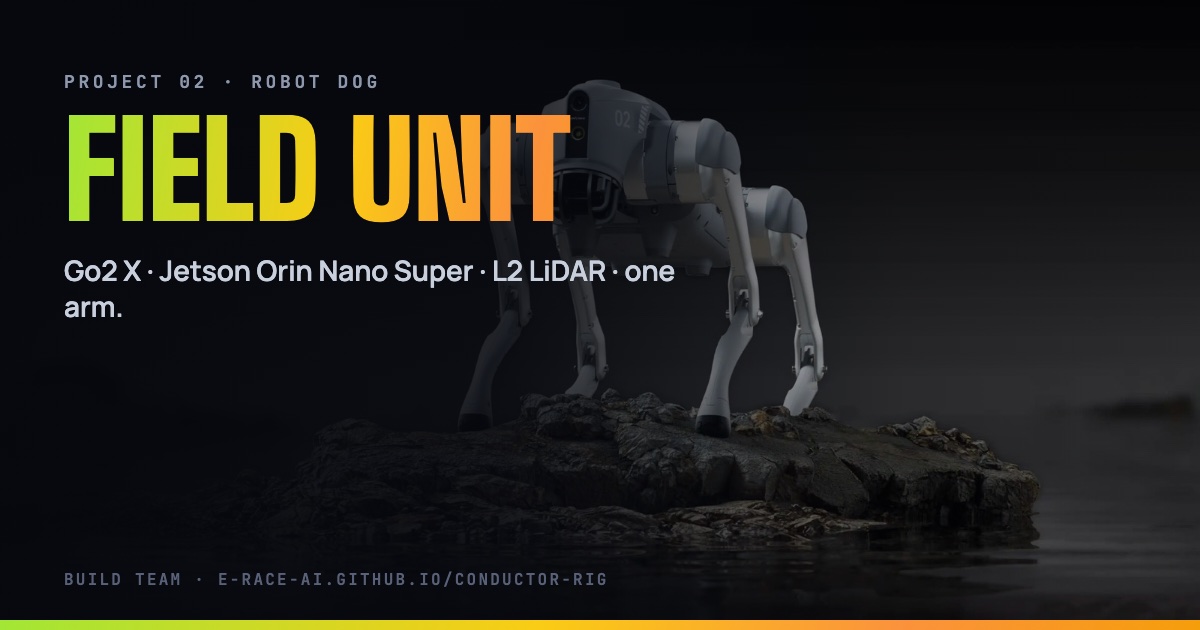 PROJECT 02 · ROBOT DOG
FIELD UNIT
02
Go2 X · Jetson Orin Nano Super · L2 LiDAR · one
arm.
BUILD TEAM · E-RACE-AI.GITHUB.IO/CONDUCTOR-RIG